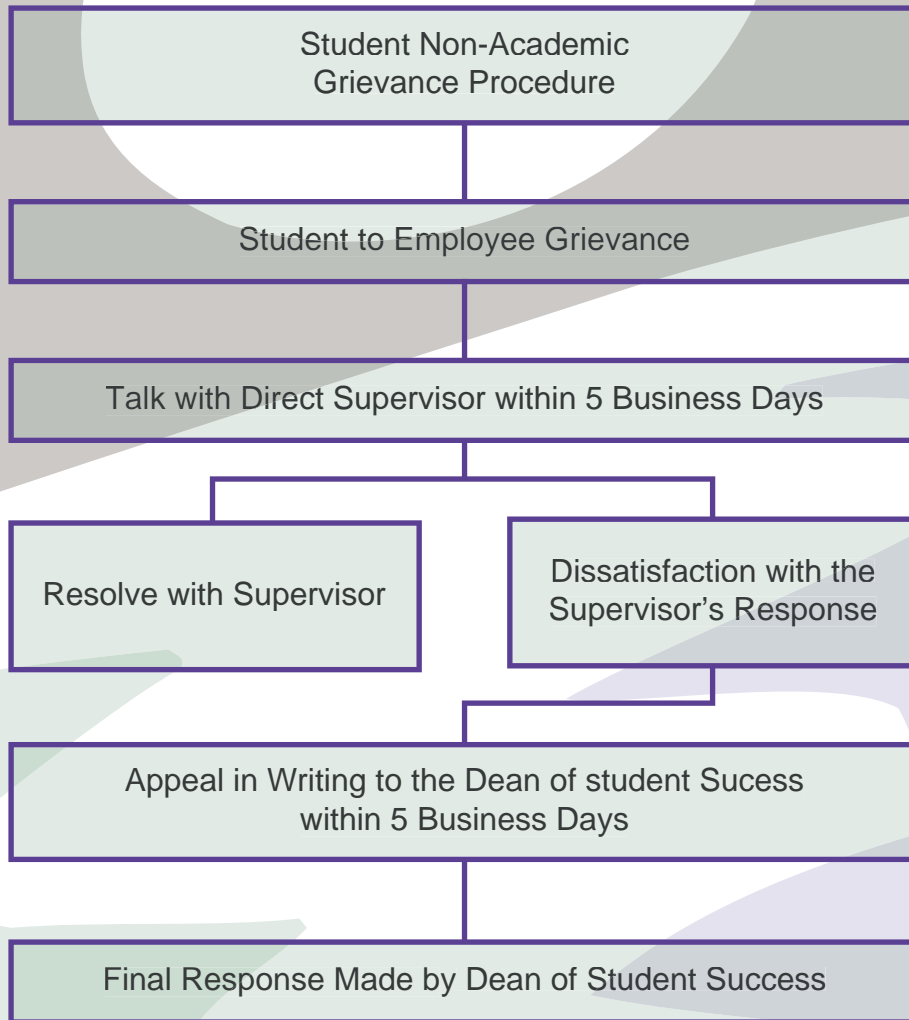 Student Non-Academic
Grievance Procedure
Student to Employee Grievance
Talk with Direct Supervisor within 5 Business Days
Resolve with Supervisor
Dissatisfaction with the
Supervisor’s Response
Appeal in Writing to the Dean of student Sucess
within 5 Business Days
Final Response Made by Dean of Student Success